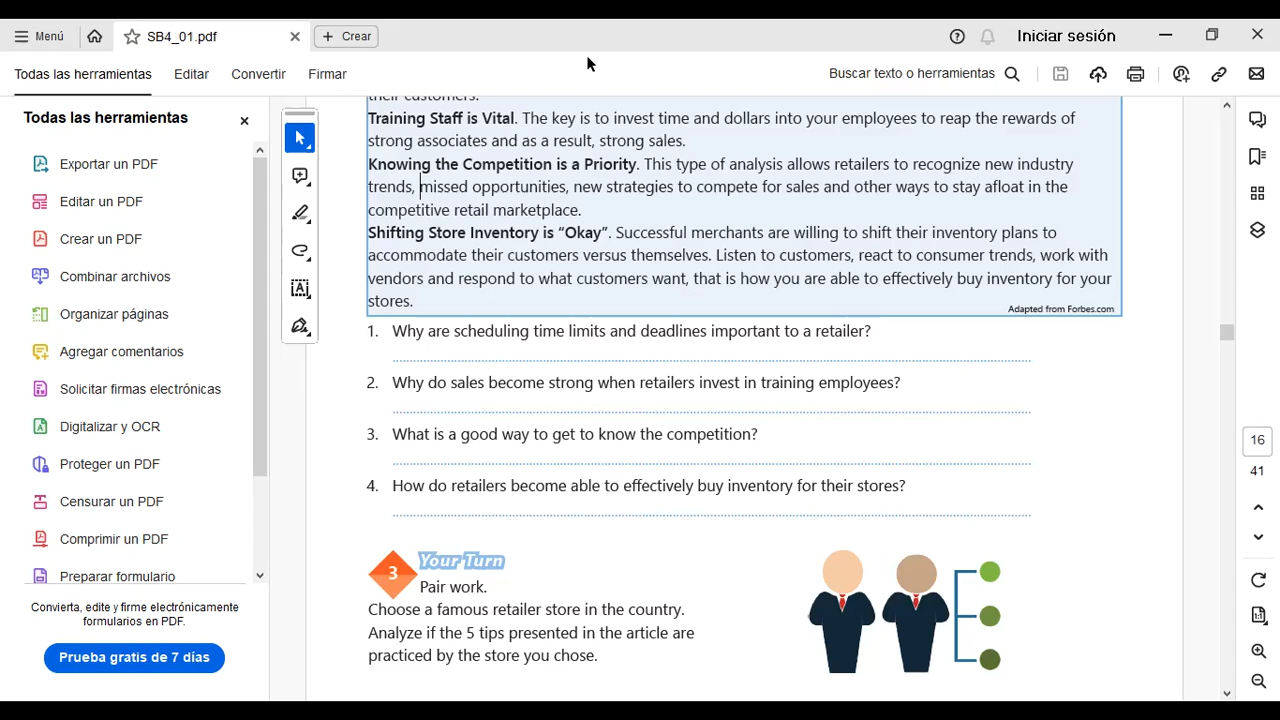 Menú
SB4_01.pdf
Crear
Iniciar sesión
Todas las herramientas
Editar
Convertir
Firmar
Buscar texto o herramientas
Todas las herramientas
Exportar un PDF
Editar un PDF
Crear un PDF
Combinar archivos
Organizar páginas
Agregar comentarios
Solicitar firmas electrónicas
Digitalizar y OCR
Proteger un PDF
Censurar un PDF
Comprimir un PDF
Preparar formulario
Convierta, edite y firme electrónicamente
formularios en PDF.
Prueba gratis de 7 días
their customers.
Training Staff is Vital. The key is to invest time and dollars into your employees to reap the rewards of
strong associates and as a result, strong sales.
Knowing the Competition is a Priority. This type of analysis allows retailers to recognize new industry
trends, missed opportunities, new strategies to compete for sales and other ways to stay afloat in the
competitive retail marketplace.
Shifting Store Inventory is “Okay”. Successful merchants are willing to shift their inventory plans to
accommodate their customers versus themselves. Listen to customers, react to consumer trends, work with
vendors and respond to what customers want, that is how you are able to effectively buy inventory for your
stores.
Adapted from Forbes.com
1. Why are scheduling time limits and deadlines important to a retailer?
2. Why do sales become strong when retailers invest in training employees?
3. What is a good way to get to know the competition?
4. How do retailers become able to effectively buy inventory for their stores?
3
Your Turn
Pair work.
Choose a famous retailer store in the country.
Analyze if the 5 tips presented in the article are
practiced by the store you chose.
16
41